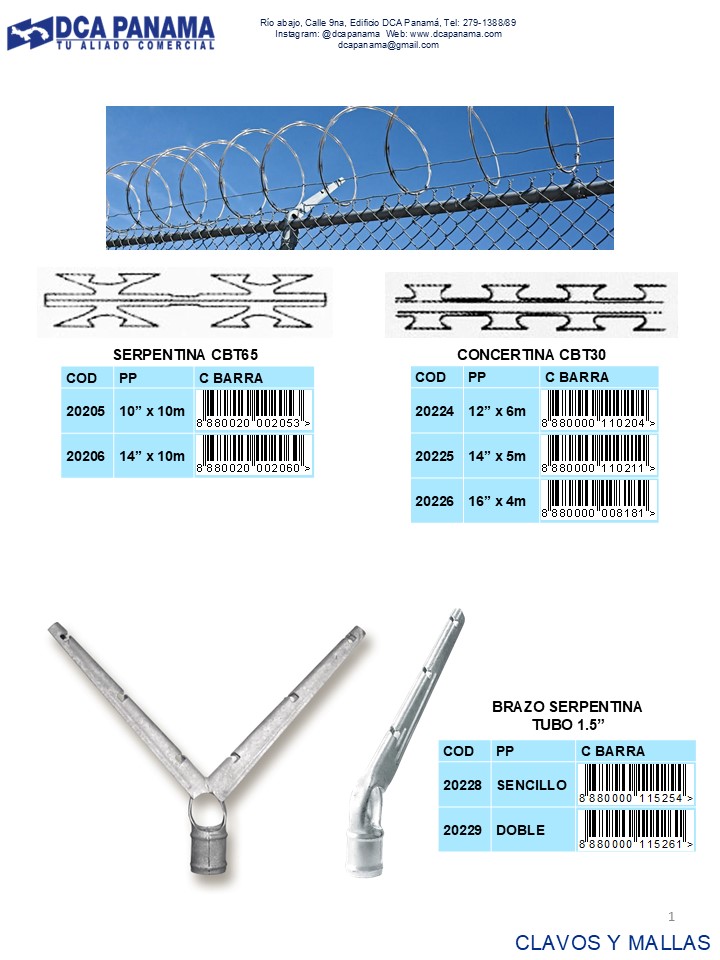 DCA PANAMA
TU ALIADO COMERCIAL
Río abajo, Calle 9na, Edificio DCA Panamá, Tel: 279-1388/89
Instagram: @dcapanama Web: www.dcapanama.com
dcapanama@gmail.com
SERPENTINA CBT65
COD PP C BARRA
20205 10” x 10m 8 880020 002053 >
20206 14” x 10m 8 880020 002060 >
CONCERTINA CBT30
COD PP C BARRA
20224 12” x 6m 8 880000 110204 >
20225 14” x 5m 8 880000 110211 >
20226 16” x 4m 8 880000 008181 >
BRAZO SERPENTINA
TUBO 1.5”
COD PP C BARRA
20228 SENCILLO 8 880000 115254 >
20229 DOBLE 8 880000 115261 >
1
CLAVOS Y MALLAS